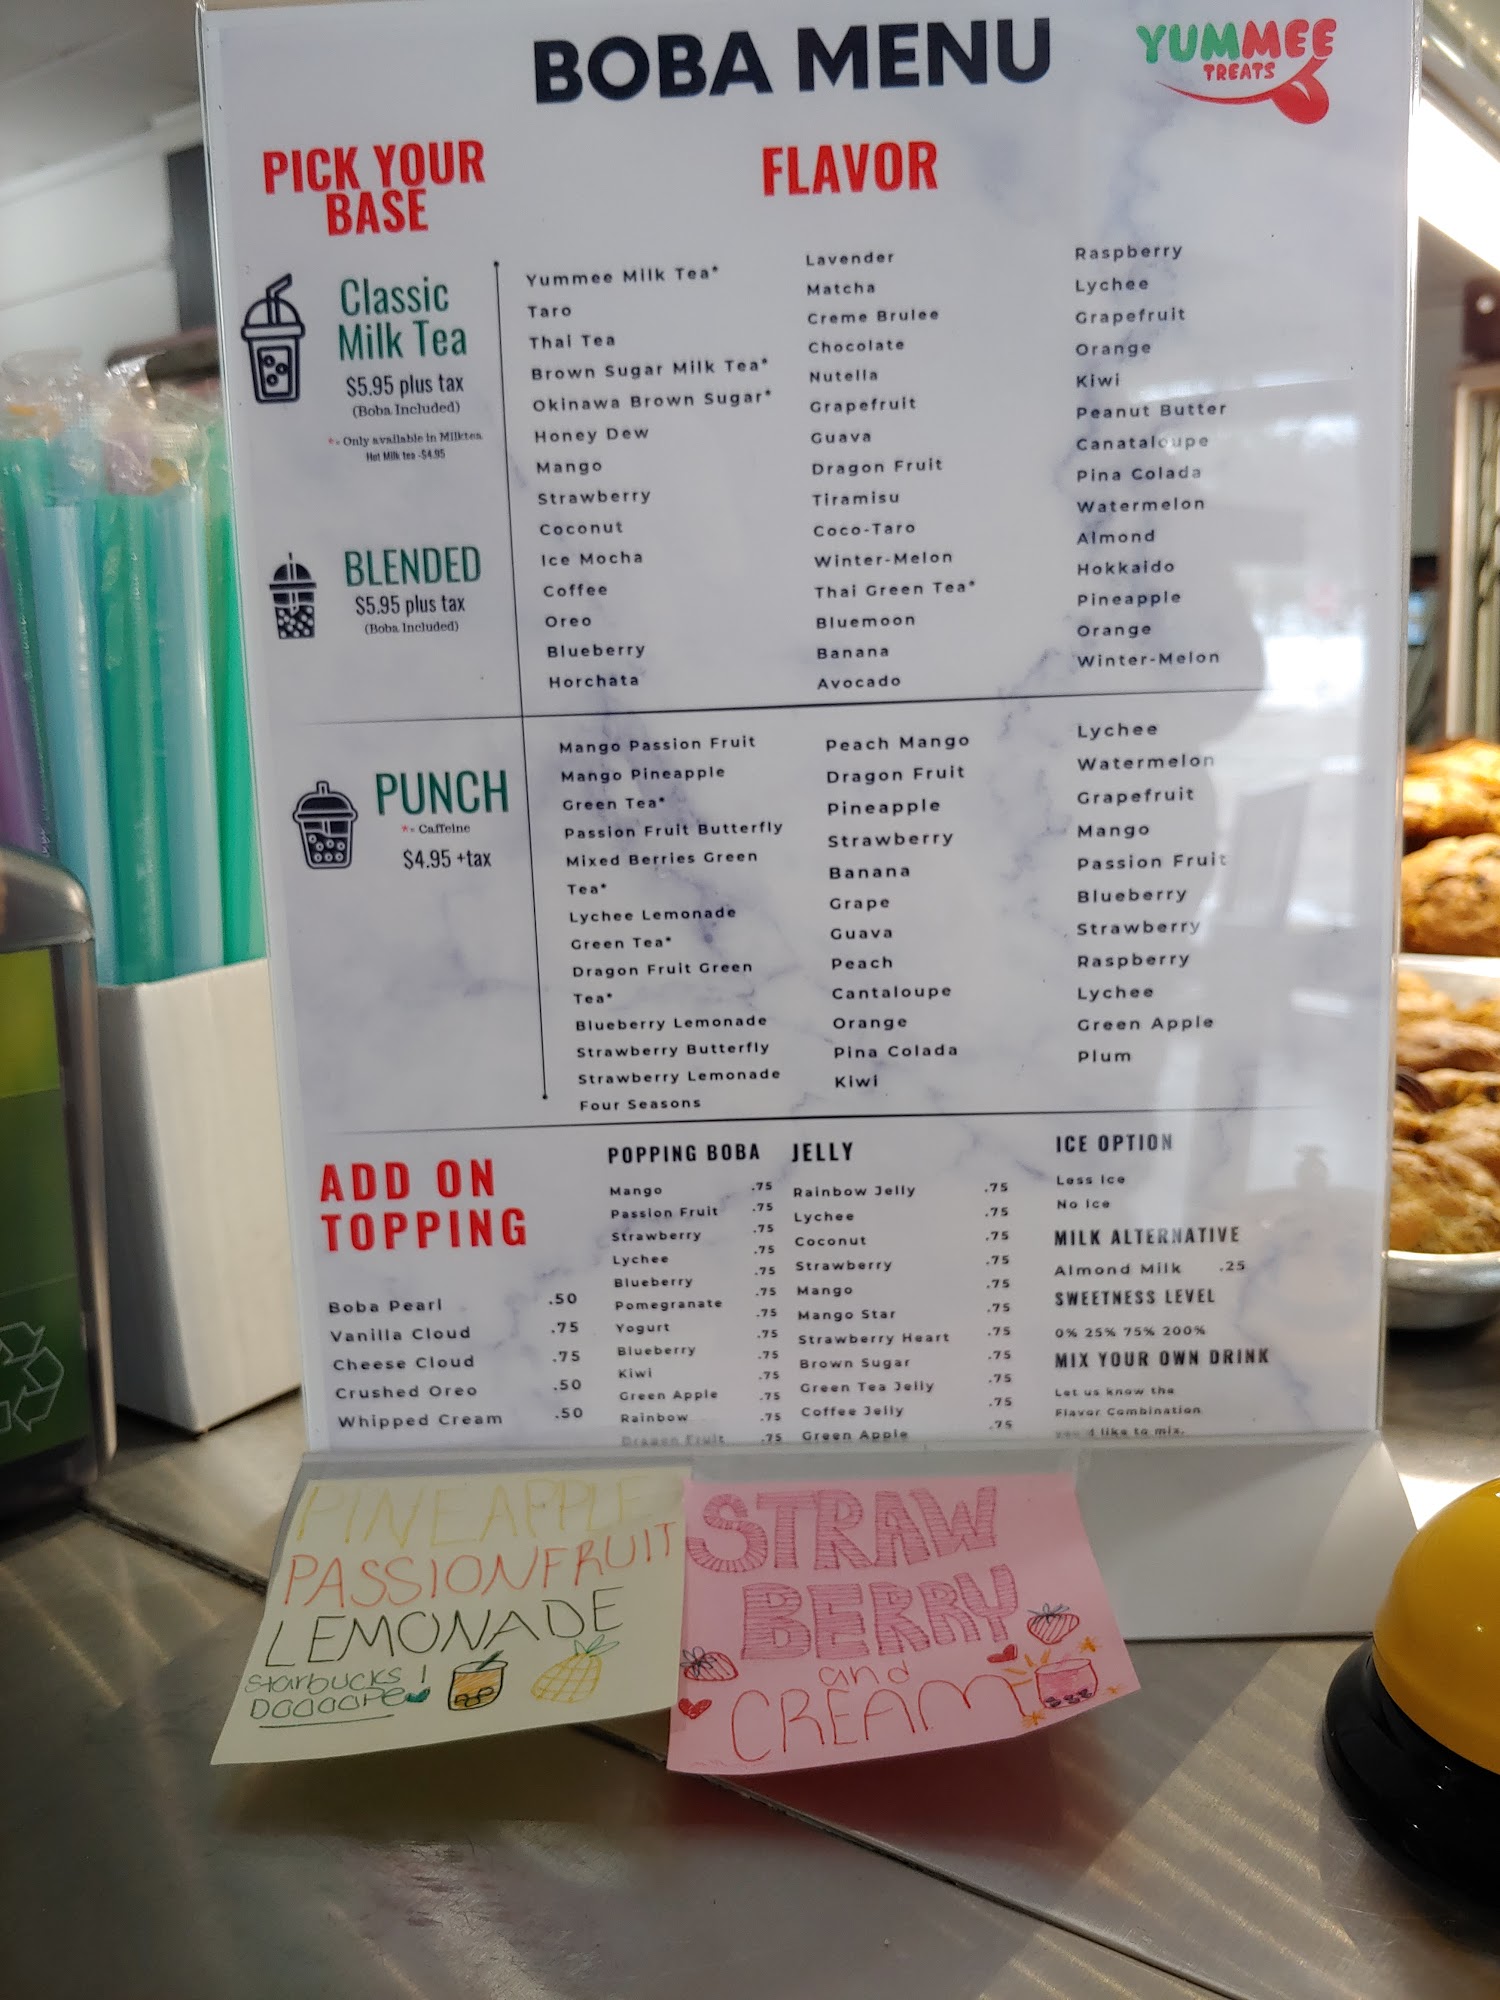 BOBA MENU
YUMMEE
TREATS
PICK YOUR
BASE
FLAVOR
Classic
Milk Tea
$5.95 plus tax
(Boba Included)
*- Only available in Milktea
Hot Milk tea -$4.95
BLENDED
$5.95 plus tax
(Boba Included)
Yummee Milk Tea*
Taro
Thai Tea
Brown Sugar Milk Tea*
Okinawa Brown Sugar*
Honey Dew
Mango
Strawberry
Coconut
Ice Mocha
Coffee
Oreo
Blueberry
Horchata
Lavender
Matcha
Creme Brulee
Chocolate
Nutella
Grapefruit
Guava
Dragon Fruit
Tiramisu
Coco-Taro
Winter-Melon
Thai Green Tea*
Bluemoon
Banana
Avocado
Raspberry
Lychee
Grapefruit
Orange
Kiwi
Peanut Butter
Canataloupe
Pina Colada
Watermelon
Almond
Hokkaido
Pineapple
Orange
Winter-Melon
PUNCH
*- Caffeine
$4.95 +tax
Mango Passion Fruit
Mango Pineapple
Green Tea*
Passion Fruit Butterfly
Mixed Berries Green
Tea*
Lychee Lemonade
Green Tea*
Dragon Fruit Green
Tea*
Blueberry Lemonade
Strawberry Butterfly
Strawberry Lemonade
Four Seasons
Peach Mango
Dragon Fruit
Pineapple
Strawberry
Banana
Grape
Guava
Peach
Cantaloupe
Orange
Pina Colada
Kiwi
Lychee
Watermelon
Grapefruit
Mango
Passion Fruit
Blueberry
Strawberry
Raspberry
Lychee
Green Apple
Plum
ADD ON
TOPPING
Boba Pearl .50
Vanilla Cloud .75
Cheese Cloud .75
Crushed Oreo .50
Whipped Cream .50
POPPING BOBA
Mango .75
Passion Fruit .75
Strawberry .75
Lychee .75
Blueberry .75
Pomegranate .75
Yogurt .75
Blueberry .75
Kiwi .75
Green Apple .75
Rainbow .75
Dragon Fruit .75
JELLY
Rainbow Jelly .75
Lychee .75
Coconut .75
Strawberry .75
Mango .75
Mango Star .75
Strawberry Heart .75
Brown Sugar .75
Green Tea Jelly .75
Coffee Jelly .75
Green Apple .75
ICE OPTION
Less Ice
No Ice
MILK ALTERNATIVE
Almond Milk .25
SWEETNESS LEVEL
0% 25% 75% 200%
MIX YOUR OWN DRINK
Let us know the
Flavor Combination
you'd like to mix.
PINEAPPLE
PASSIONFRUIT
LEMONADE
Starbucks!
Daaaape
STRAW
BERRY
and
CREAM